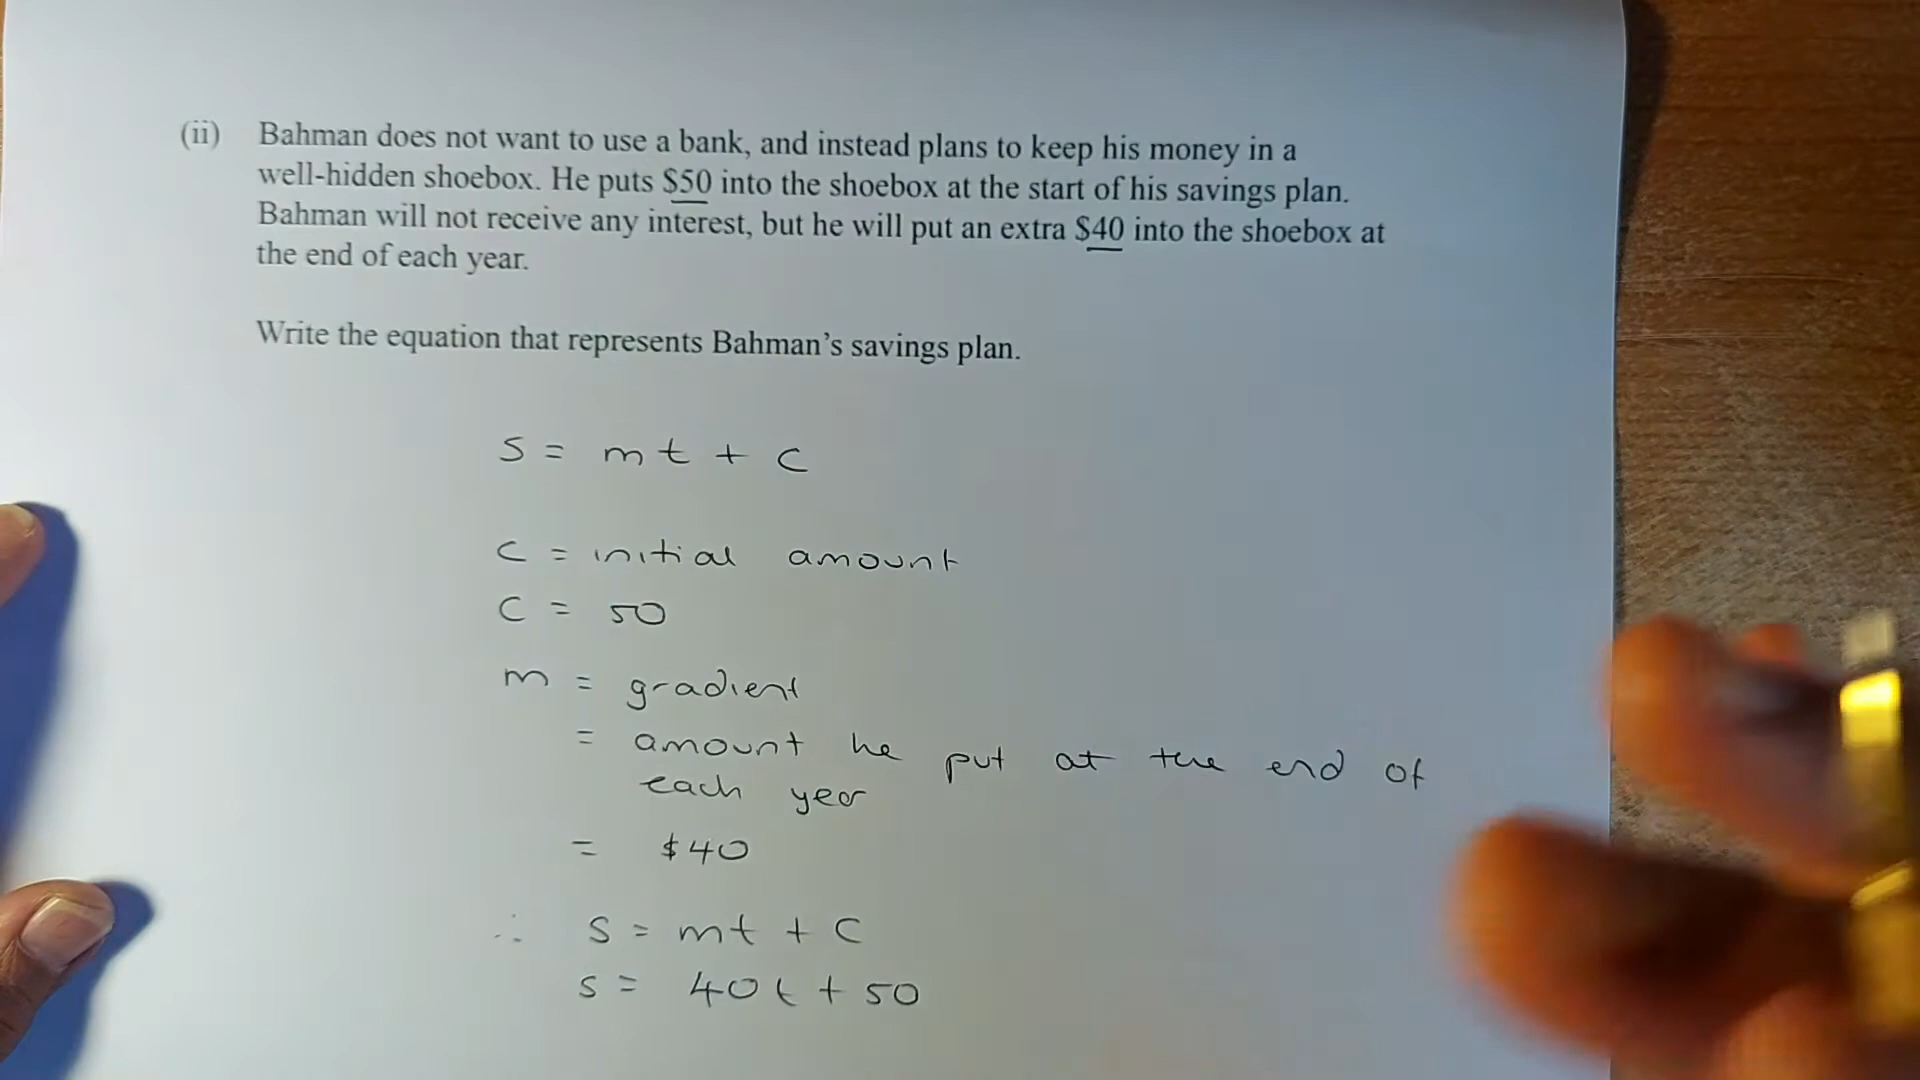 (ii) Bahman does not want to use a bank, and instead plans to keep his money in a
well-hidden shoebox. He puts $50 into the shoebox at the start of his savings plan.
Bahman will not receive any interest, but he will put an extra $40 into the shoebox at
the end of each year.
Write the equation that represents Bahman's savings plan.
S = mt + C
C = initial amount
C = 50
m = gradient
= amount he put at the end of
each year
= $40
∴ S = mt + C
S = 40t + 50